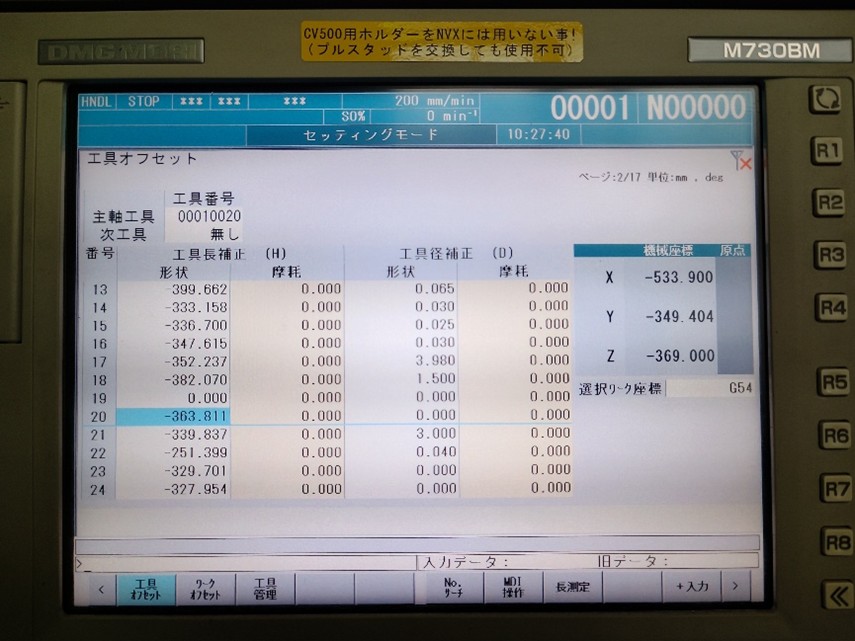 CV500用ホルダーをNVXには用いない事!
(プルスタッドを交換しても使用不可)
DMG MORI
M730BM
HNDL STOP *** *** *** 200 mm/min O0001 N00000
SO% 0 min⁻¹
セッティングモード 10:27:40
工具オフセット
ページ:2/17 単位:mm , deg
工具番号
主軸工具 00010020
次工具 無し
番号 工具長補正 (H) 工具径補正 (D)
形状 摩耗 形状 摩耗
13 -399.662 0.000 0.065 0.000
14 -333.158 0.000 0.030 0.000
15 -336.700 0.000 0.025 0.000
16 -347.615 0.000 0.030 0.000
17 -352.237 0.000 3.980 0.000
18 -382.070 0.000 1.500 0.000
19 0.000 0.000 0.000 0.000
20 -363.811 0.000 0.000 0.000
21 -339.837 0.000 3.000 0.000
22 -251.399 0.000 0.040 0.000
23 -329.701 0.000 0.000 0.000
24 -327.954 0.000 0.000 0.000
機械座標 原点
X -533.900
Y -349.404
Z -369.000
選択ワーク座標 G54
>_ 入力データ: 旧データ:
< 工具オフセット ワークオフセット 工具管理 No.サーチ MDI操作 長測定 +入力 >
R1
R2
R3
R4
R5
R6
R7
R8